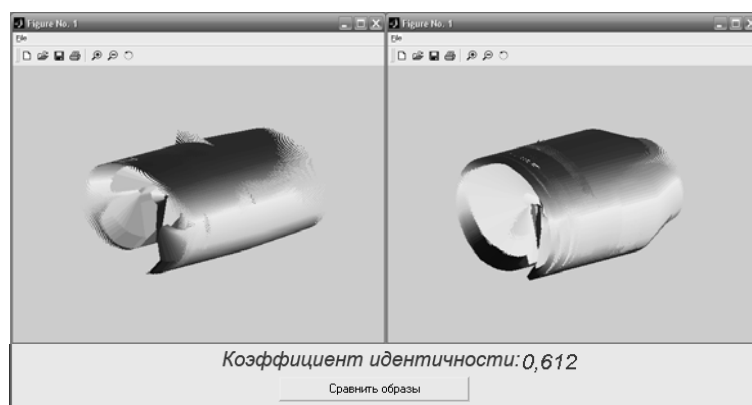 Figure No. 1
File
Figure No. 1
File
Коэффициент идентичности: 0,612
Сравнить образы